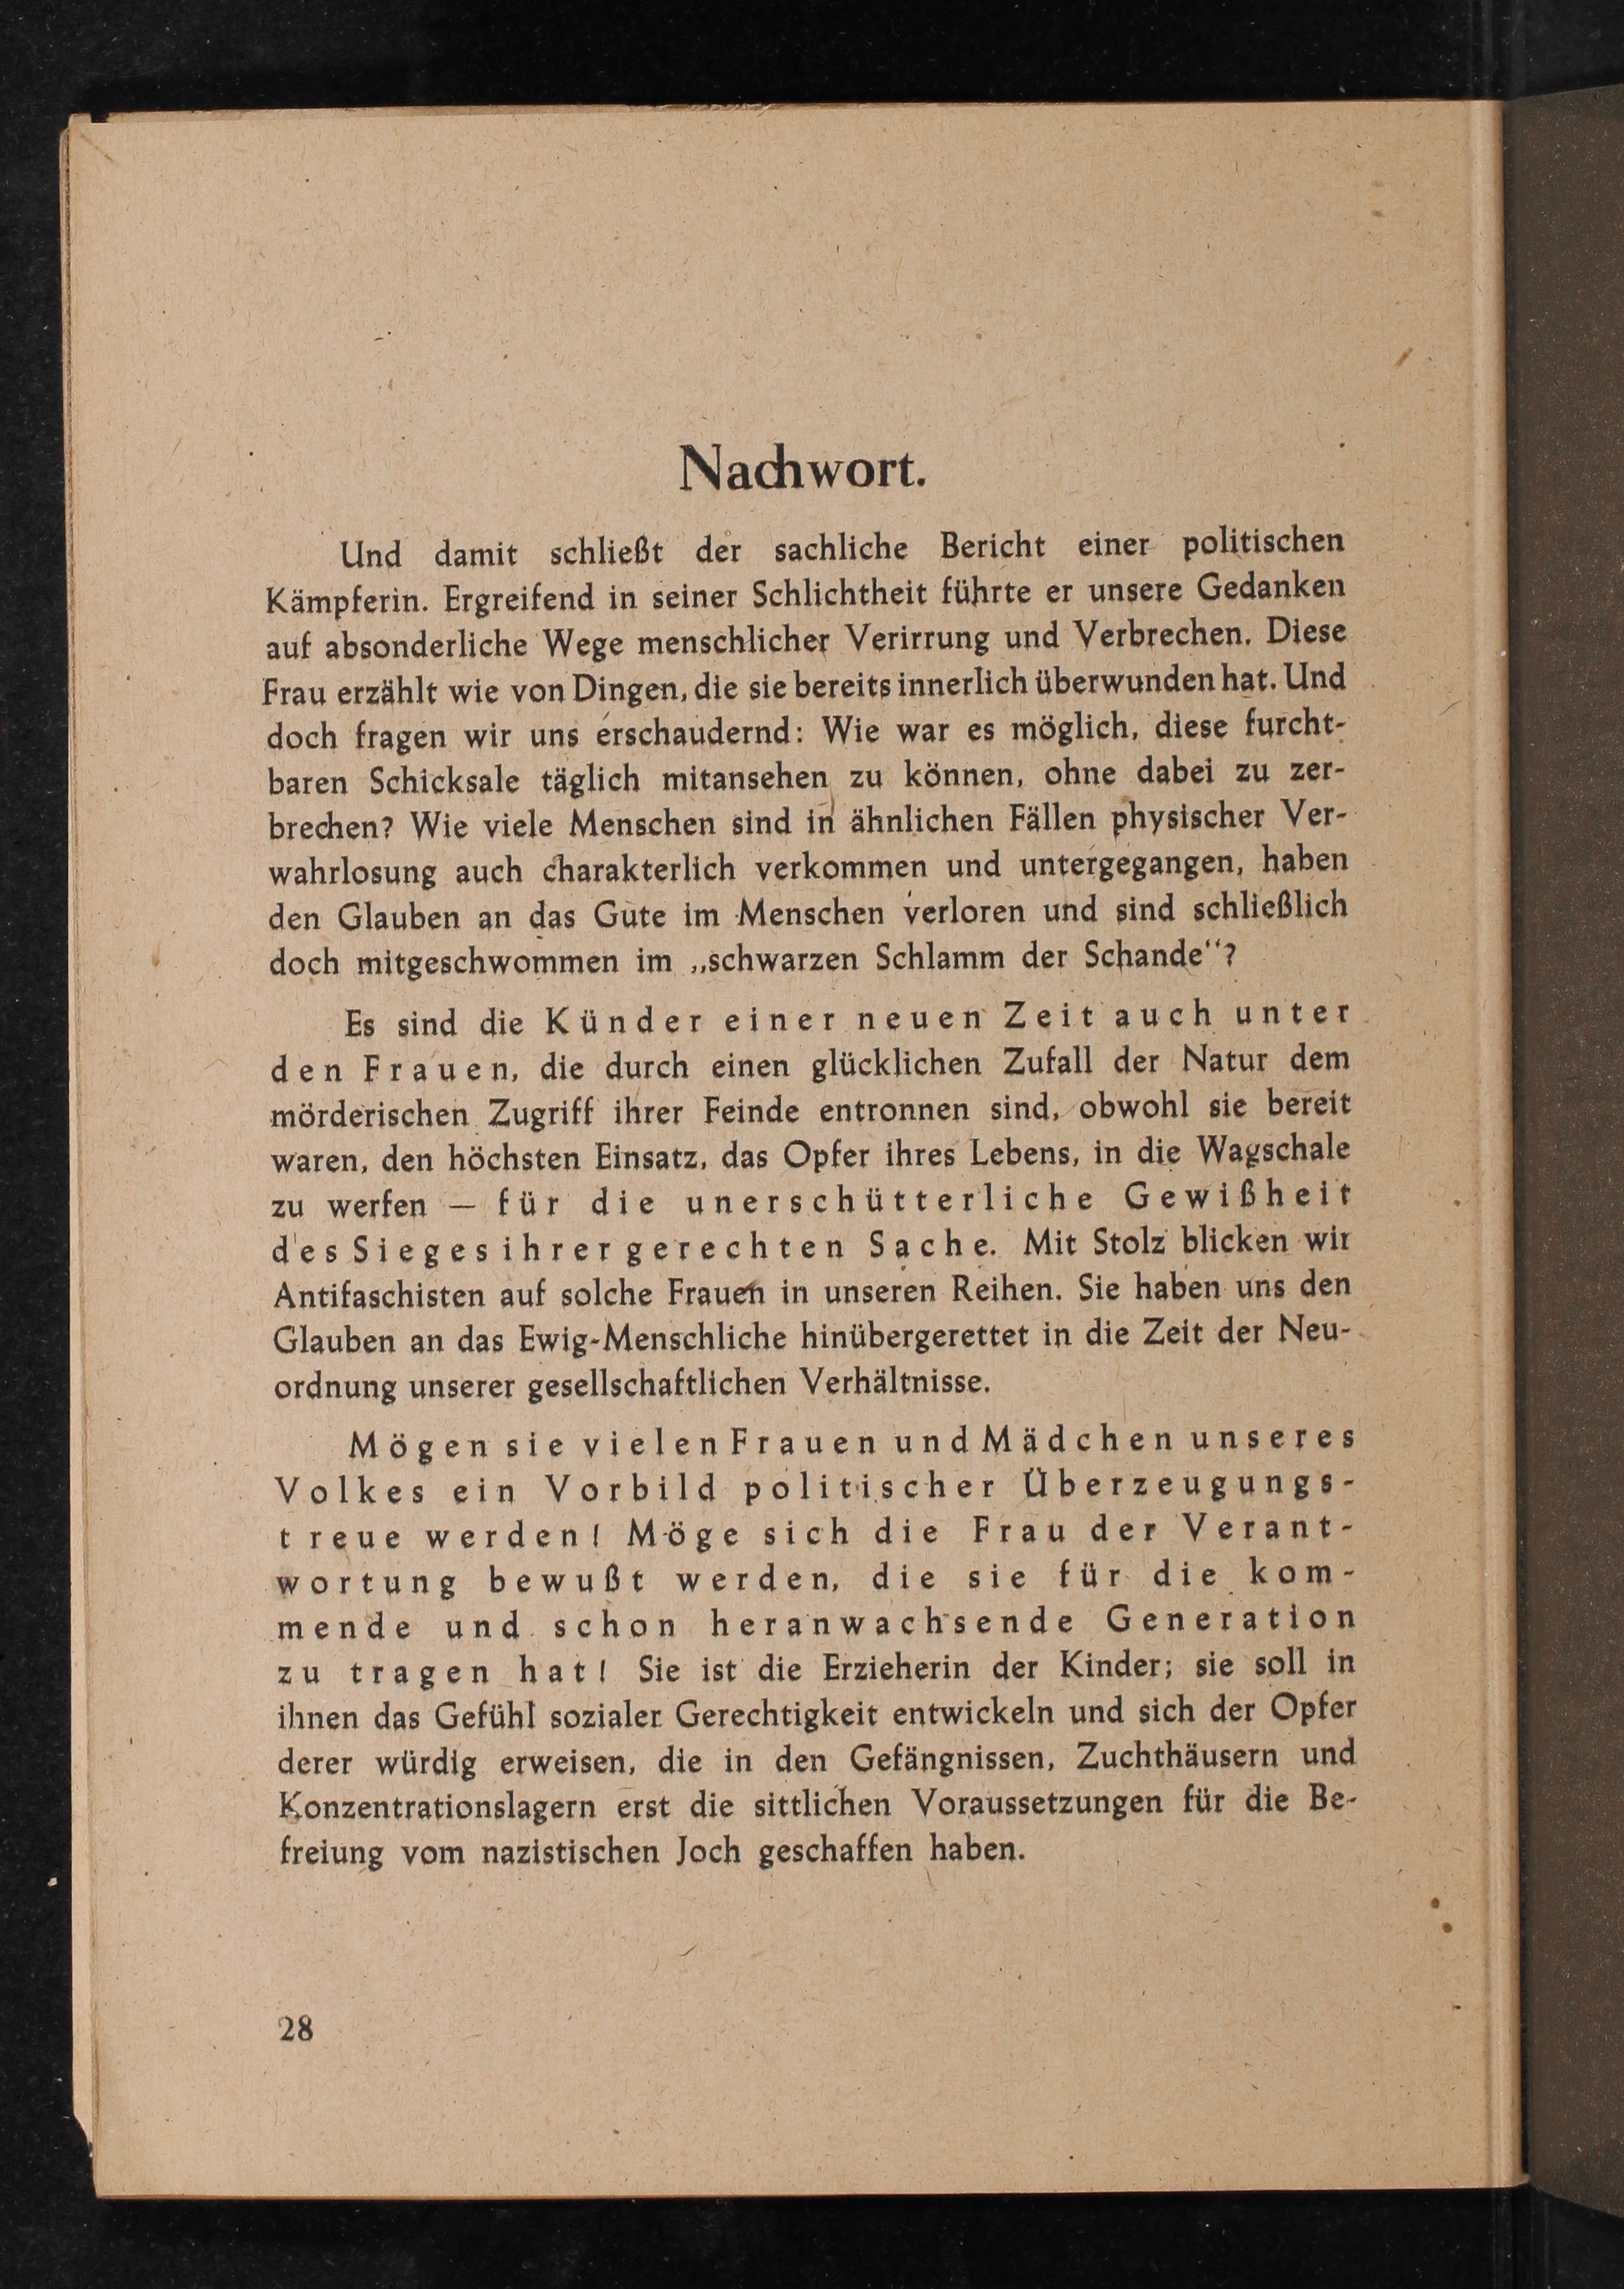 Nachwort.
Und damit schließt der sachliche Bericht einer politischen
Kämpferin. Ergreifend in seiner Schlichtheit führte er unsere Gedanken
auf absonderliche Wege menschlicher Verirrung und Verbrechen. Diese
Frau erzählt wie von Dingen, die sie bereits innerlich überwunden hat. Und
doch fragen wir uns erschaudernd: Wie war es möglich, diese furcht-
baren Schicksale täglich mitansehen zu können, ohne dabei zu zer-
brechen? Wie viele Menschen sind in ähnlichen Fällen physischer Ver-
wahrlosung auch charakterlich verkommen und untergegangen, haben
den Glauben an das Gute im Menschen verloren und sind schließlich
doch mitgeschwommen im „schwarzen Schlamm der Schande“?
Es sind die Künder einer neuen Zeit auch unter
den Frauen, die durch einen glücklichen Zufall der Natur dem
mörderischen Zugriff ihrer Feinde entronnen sind, obwohl sie bereit
waren, den höchsten Einsatz, das Opfer ihres Lebens, in die Wagschale
zu werfen — für die unerschütterliche Gewißheit
des Sieges ihrer gerechten Sache. Mit Stolz blicken wir
Antifaschisten auf solche Frauen in unseren Reihen. Sie haben uns den
Glauben an das Ewig-Menschliche hinübergerettet in die Zeit der Neu-
ordnung unserer gesellschaftlichen Verhältnisse.
Mögen sie vielen Frauen und Mädchen unseres
Volkes ein Vorbild politischer Überzeugungs-
treue werden! Möge sich die Frau der Verant-
wortung bewußt werden, die sie für die kom-
mende und schon heranwachsende Generation
zu tragen hat! Sie ist die Erzieherin der Kinder; sie soll in
ihnen das Gefühl sozialer Gerechtigkeit entwickeln und sich der Opfer
derer würdig erweisen, die in den Gefängnissen, Zuchthäusern und
Konzentrationslagern erst die sittlichen Voraussetzungen für die Be-
freiung vom nazistischen Joch geschaffen haben.
28